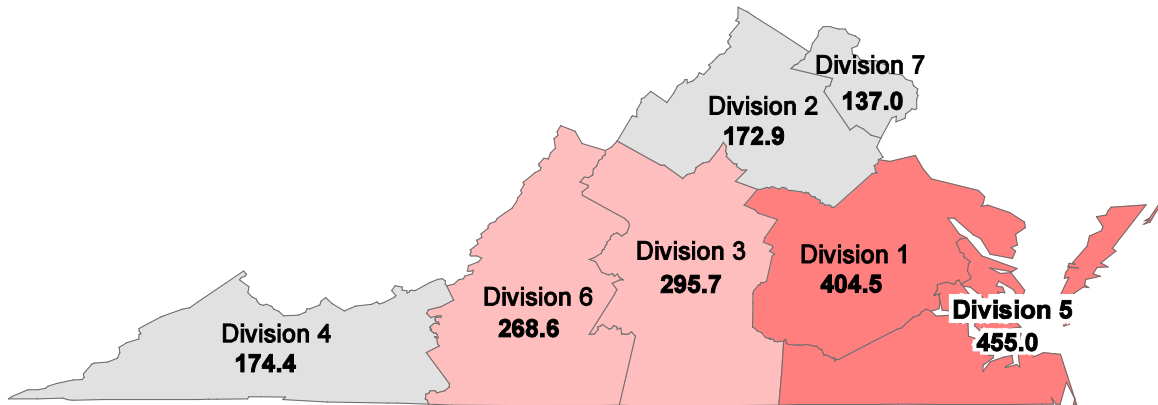 Division 7
137.0
Division 2
172.9
Division 3
295.7
Division 1
404.5
Division 6
268.6
Division 5
455.0
Division 4
174.4